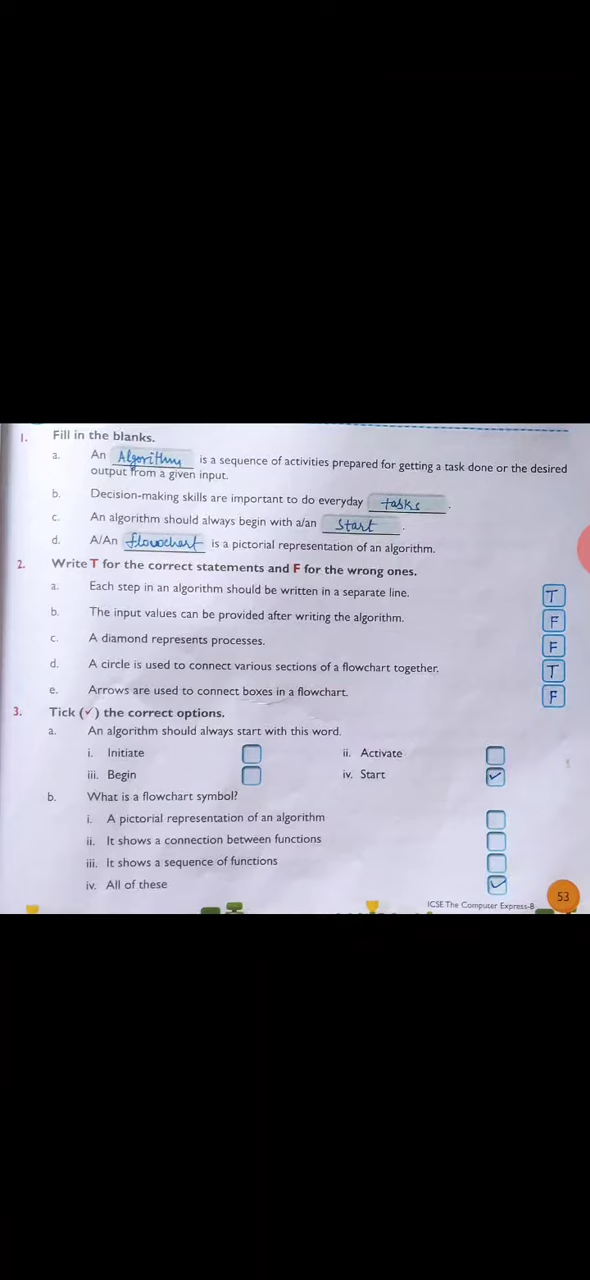 1. Fill in the blanks.
a. An Algorithm is a sequence of activities prepared for getting a task done or the desired
output from a given input.
b. Decision-making skills are important to do everyday tasks.
c. An algorithm should always begin with a/an Start.
d. A/An flowchart is a pictorial representation of an algorithm.
2. Write T for the correct statements and F for the wrong ones.
a. Each step in an algorithm should be written in a separate line. T
b. The input values can be provided after writing the algorithm. F
c. A diamond represents processes. F
d. A circle is used to connect various sections of a flowchart together. T
e. Arrows are used to connect boxes in a flowchart. F
3. Tick (✓) the correct options.
a. An algorithm should always start with this word.
i. Initiate ii. Activate
iii. Begin iv. Start ✓
b. What is a flowchart symbol?
i. A pictorial representation of an algorithm
ii. It shows a connection between functions
iii. It shows a sequence of functions
iv. All of these ✓
ICSE The Computer Express-8 53